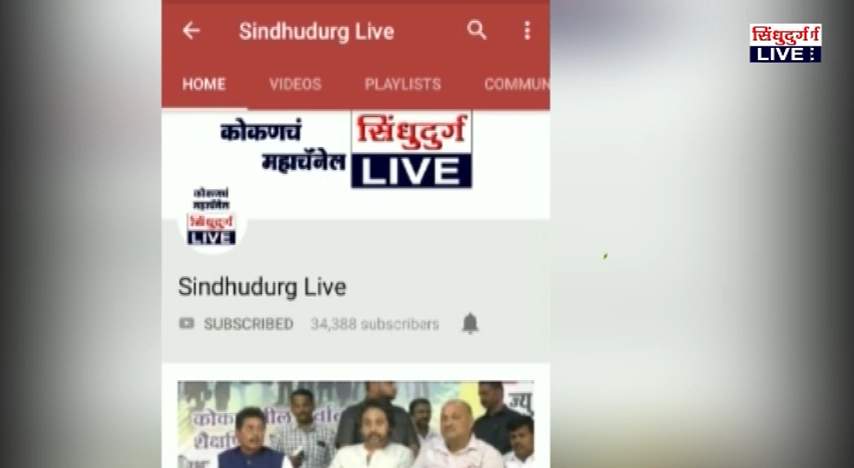 Sindhudurg Live
सिंधुदुर्ग
LIVE
HOME VIDEOS PLAYLISTS COMMUN
कोकणचं
महाचॅनेल
सिंधुदुर्ग
LIVE
कोकणचं
महाचॅनेल
सिंधुदुर्ग
LIVE
Sindhudurg Live
SUBSCRIBED 34,388 subscribers
ज्यु
कोक
शैक्षणि